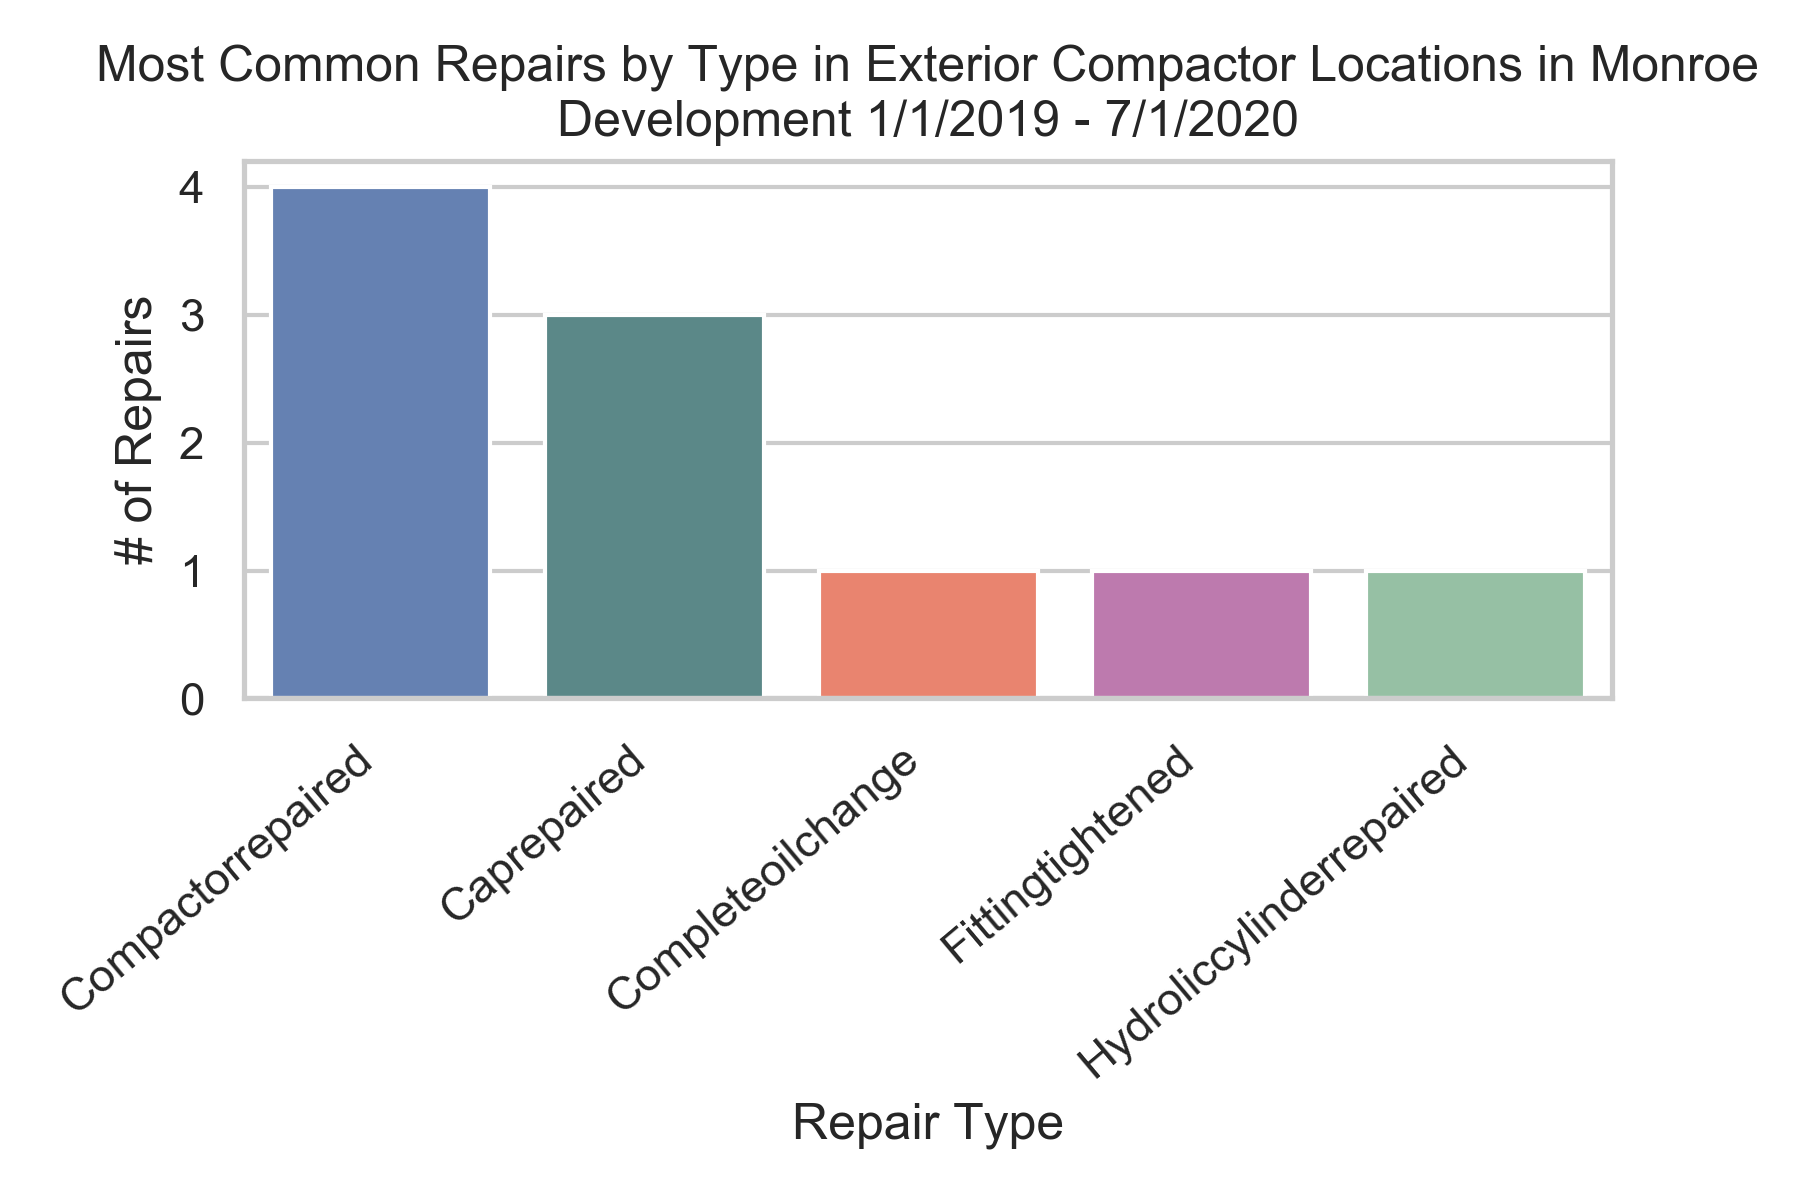 Most Common Repairs by Type in Exterior Compactor Locations in Monroe
Development 1/1/2019 - 7/1/2020
# of Repairs
4
3
2
1
0
Compactorrepaired
Caprepaired
Completeoilchange
Fittingtightened
Hydroliccylinderrepaired
Repair Type